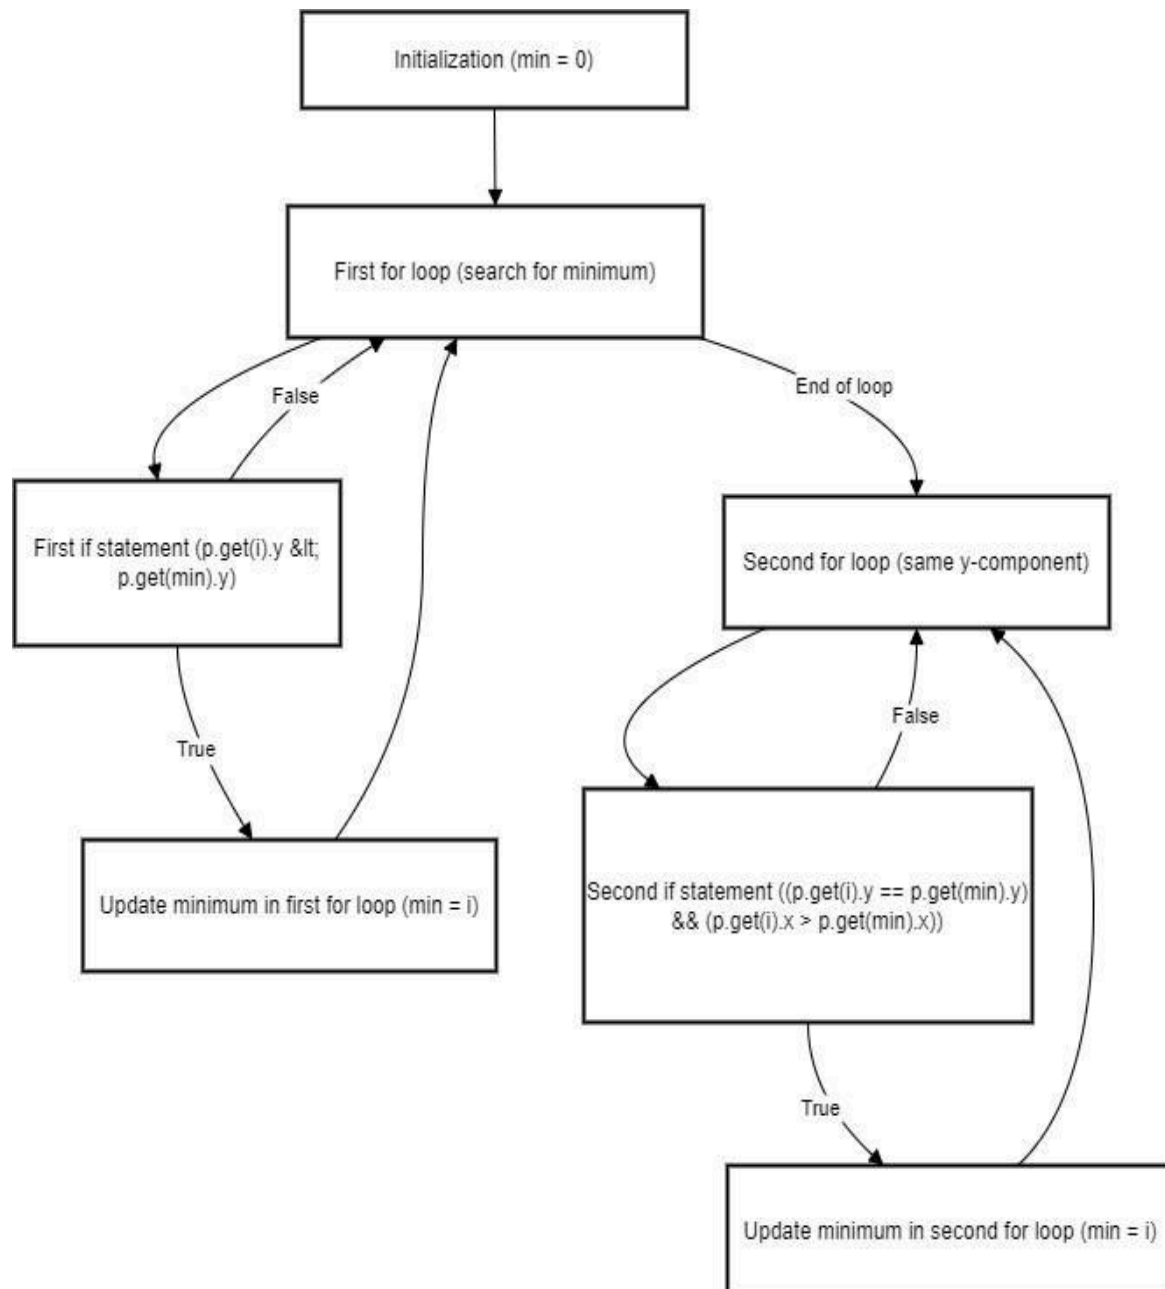 Initialization (min = 0)
First for loop (search for minimum)
False
End of loop
First if statement (p.get(i).y &lt;
p.get(min).y)
Second for loop (same y-component)
True
False
Update minimum in first for loop (min = i)
Second if statement ((p.get(i).y == p.get(min).y)
&& (p.get(i).x > p.get(min).x))
True
Update minimum in second for loop (min = i)